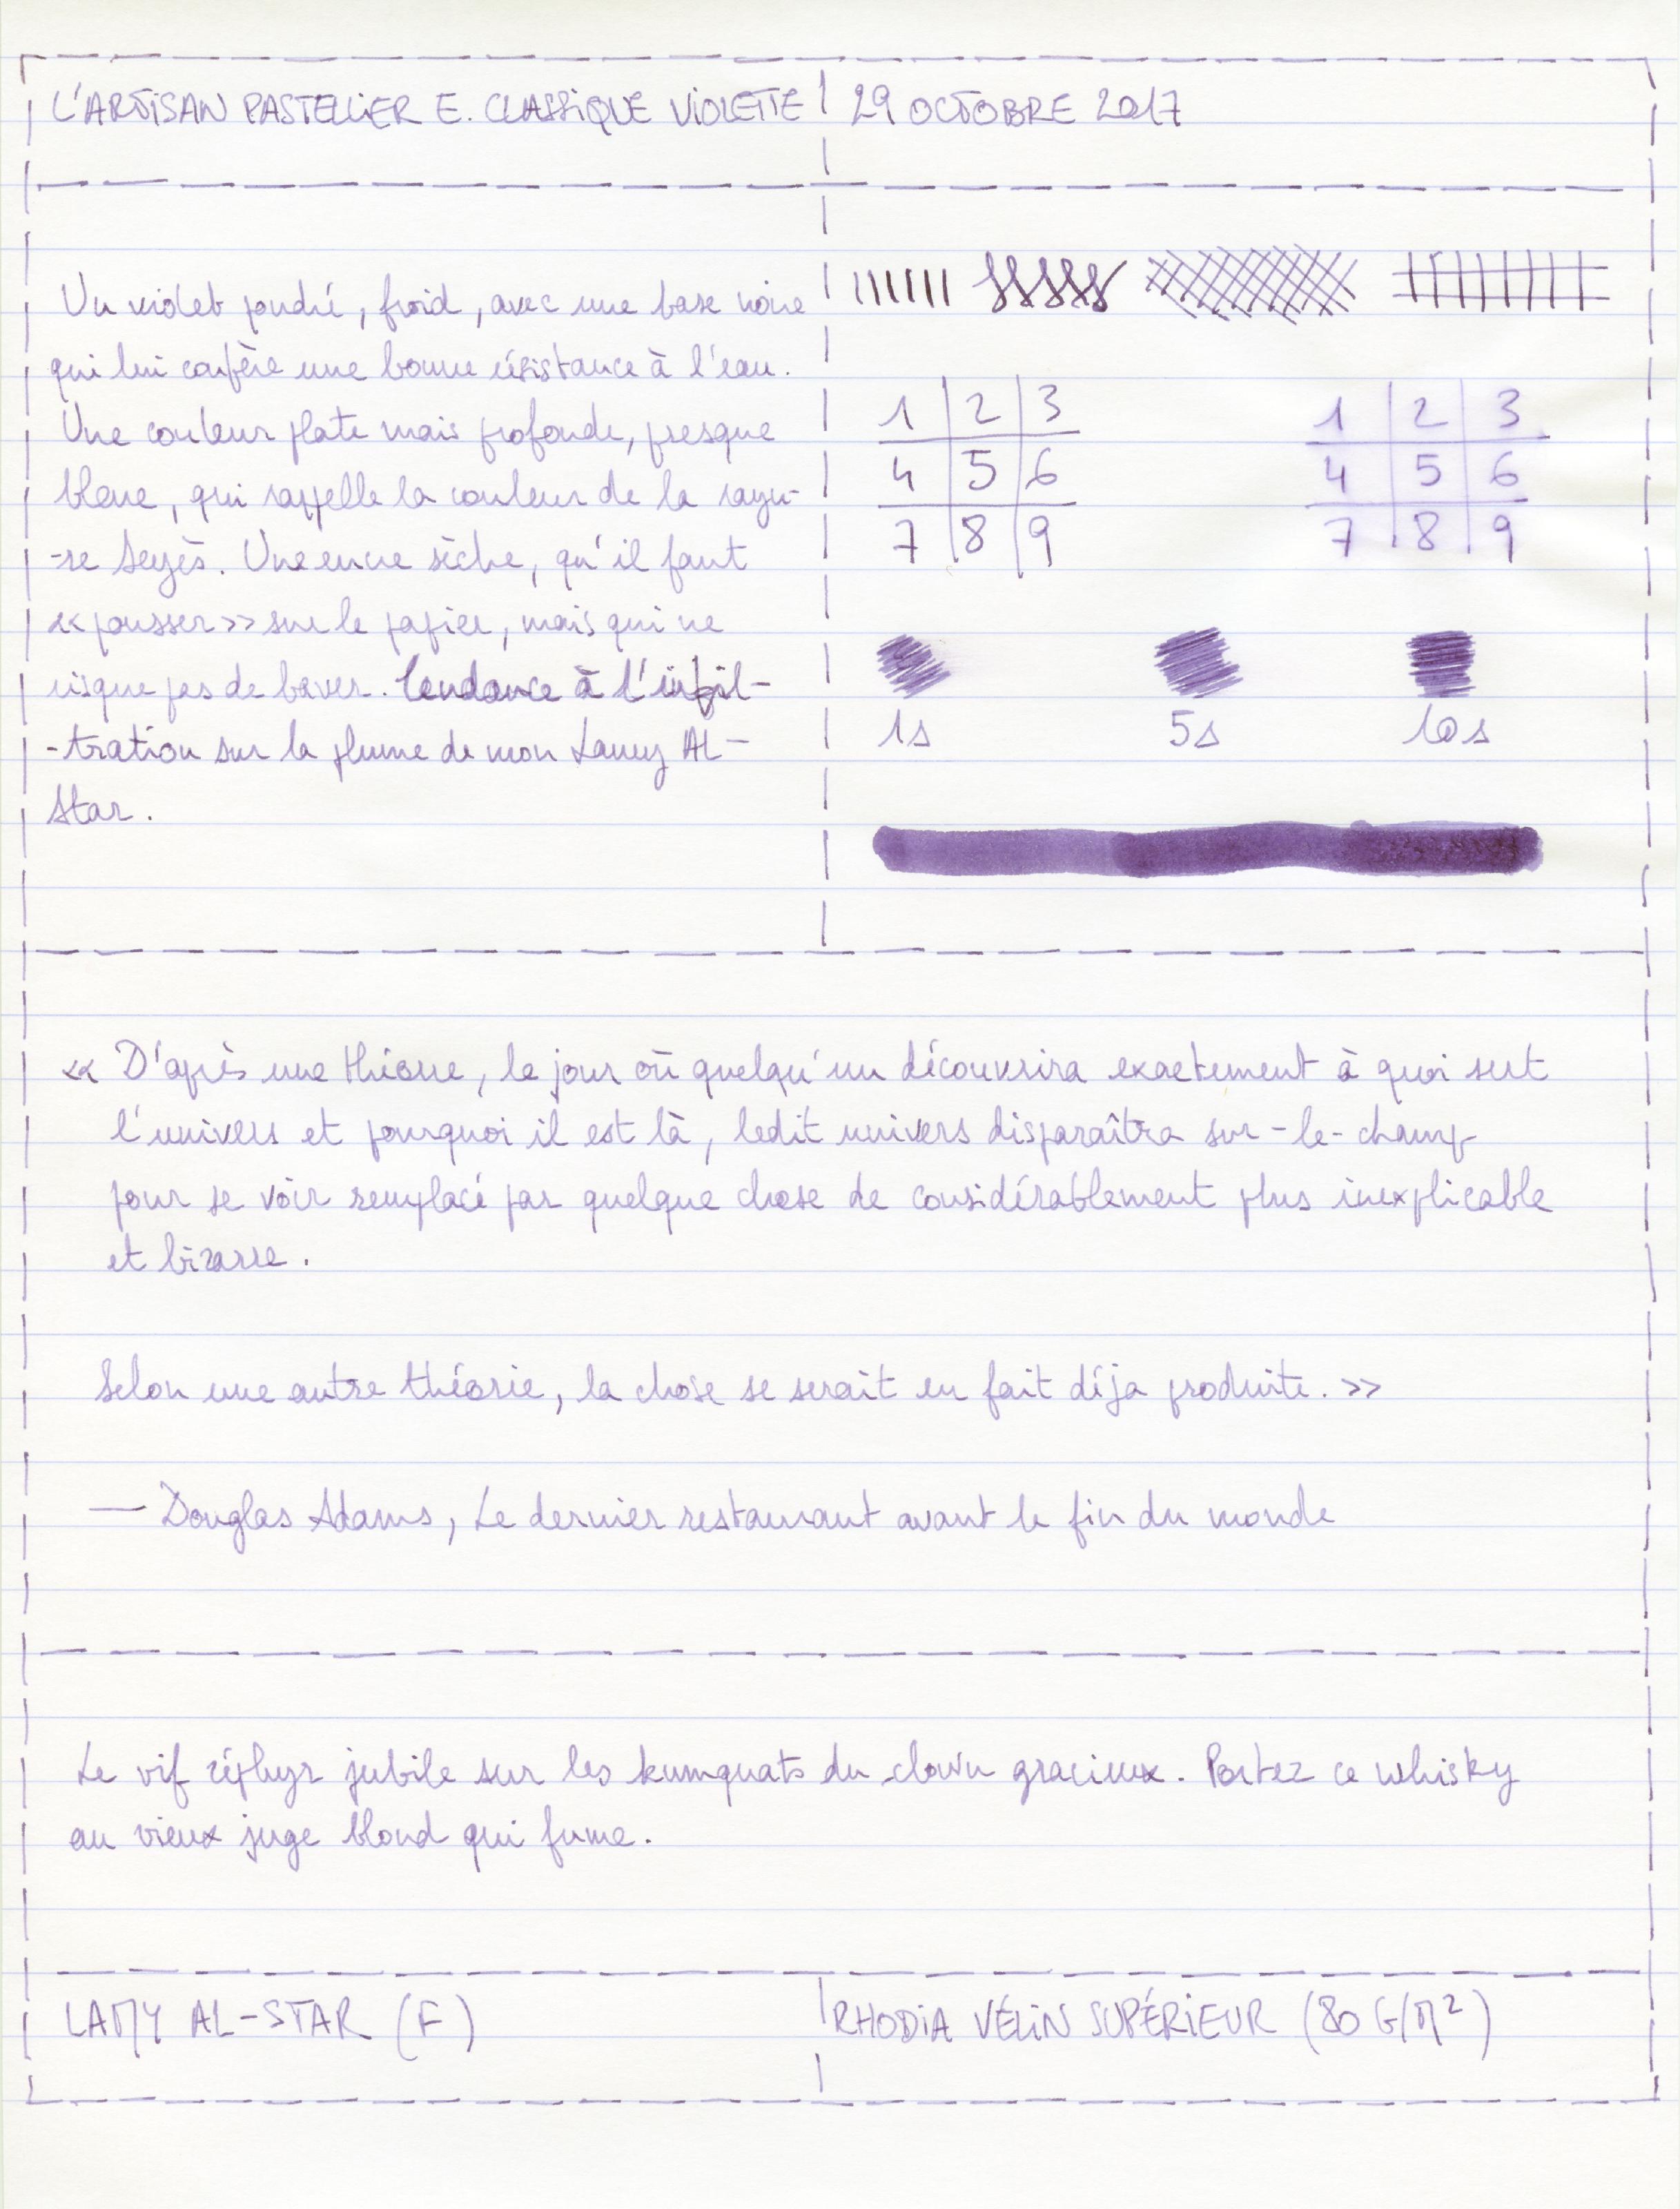 L'ARTISAN PASTELLIER E. CLASSIQUE VIOLETTE
29 OCTOBRE 2017
Un violet poudré, froid, avec une base noire
qui lui confère une bonne résistance à l'eau.
Une couleur plate mais profonde, presque
bleue, qui rappelle la couleur de la rayu-
-re Seyès. Une encre sèche, qu'il faut
« pousser » sur le papier, mais qui ne
risque pas de baver. Tendance à l'infil-
-tration sur la plume de mon Lamy AL-
Star.
1 2 3
4 5 6
7 8 9
1 2 3
4 5 6
7 8 9
1s 5s 10s
« D'après une théorie, le jour où quelqu'un découvrira exactement à quoi sert
l'univers et pourquoi il est là, ledit univers disparaîtra sur-le-champ
pour se voir remplacé par quelque chose de considérablement plus inexplicable
et bizarre.
Selon une autre théorie, la chose se serait en fait déja produite. »
— Douglas Adams, Le dernier restaurant avant la fin du monde
Le vif zéphyr jubile sur les kumquats du clown gracieux. Portez ce whisky
au vieux juge blond qui fume.
LAMY AL-STAR (F)
RHODIA VÉLIN SUPÉRIEUR (80 G/M²)